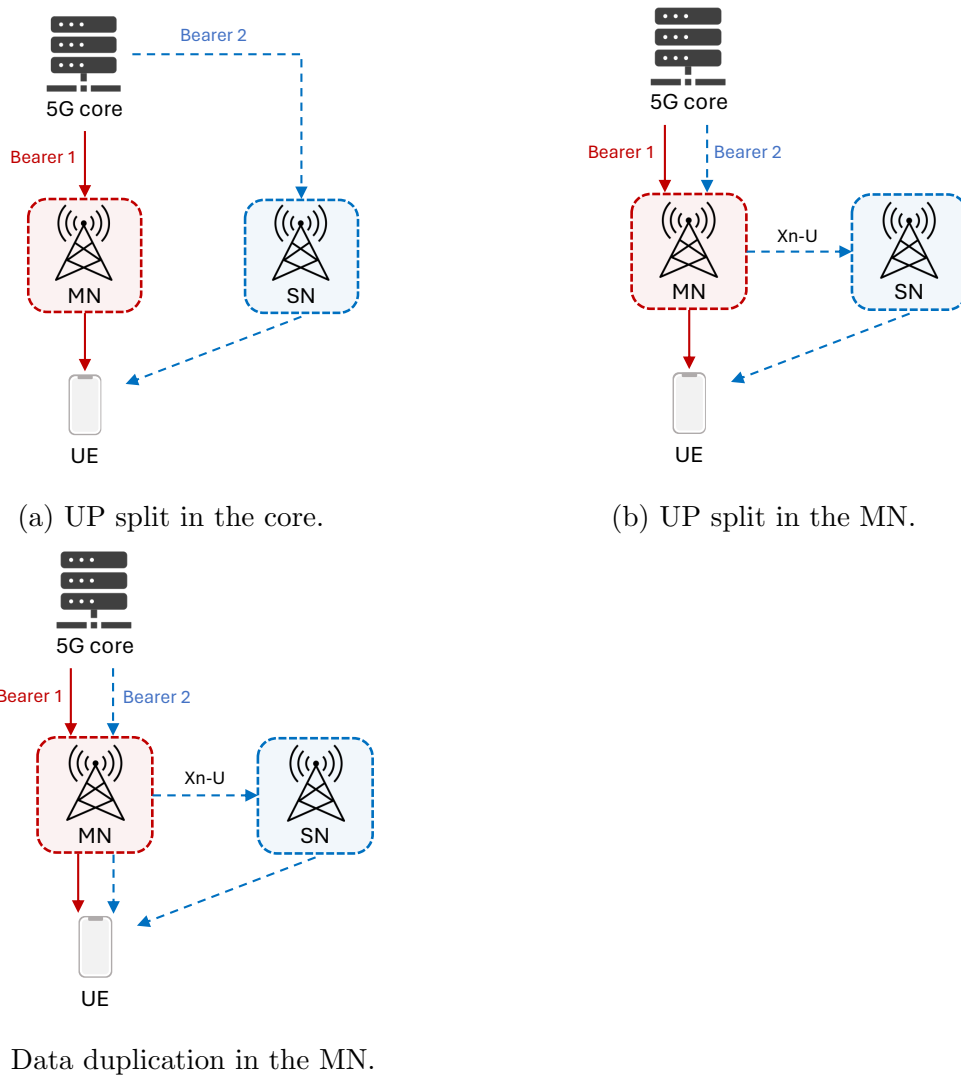 Bearer 2
5G core
Bearer 1
MN
SN
UE
(a) UP split in the core.
5G core
Bearer 1
Bearer 2
Xn-U
MN
SN
UE
(b) UP split in the MN.
5G core
Bearer 1
Bearer 2
Xn-U
MN
SN
UE
Data duplication in the MN.